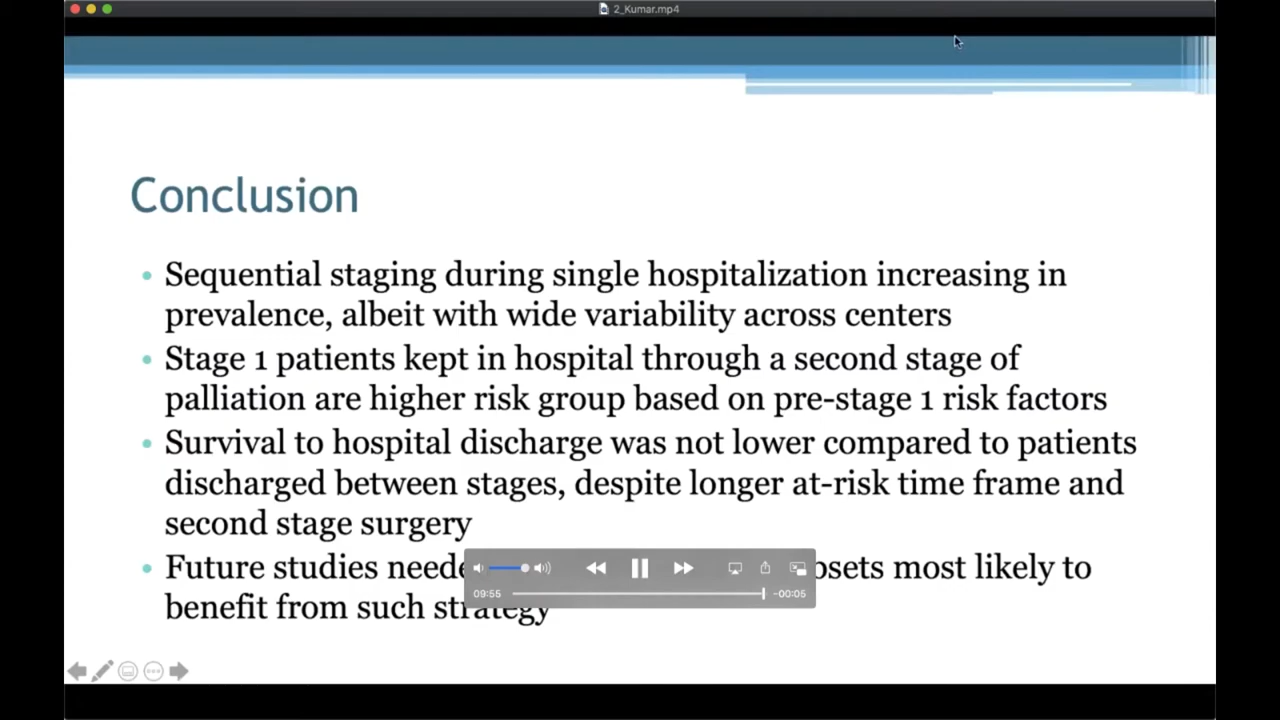 2_Kumar.mp4
Conclusion
• Sequential staging during single hospitalization increasing in
prevalence, albeit with wide variability across centers
• Stage 1 patients kept in hospital through a second stage of
palliation are higher risk group based on pre-stage 1 risk factors
• Survival to hospital discharge was not lower compared to patients
discharged between stages, despite longer at-risk time frame and
second stage surgery
• Future studies most likely to
benefit from such strategy
09:55 -00:05